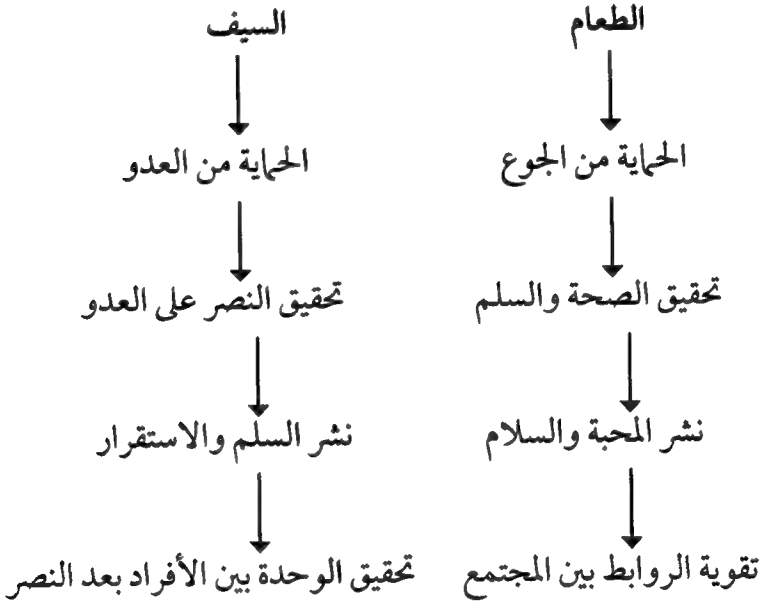 الطعام
السيف
الحماية من الجوع
الحماية من العدو
تحقيق الصحة والسلم
تحقيق النصر على العدو
نشر المحبة والسلام
نشر السلم والاستقرار
تقوية الروابط بين المجتمع
تحقيق الوحدة بين الأفراد بعد النصر